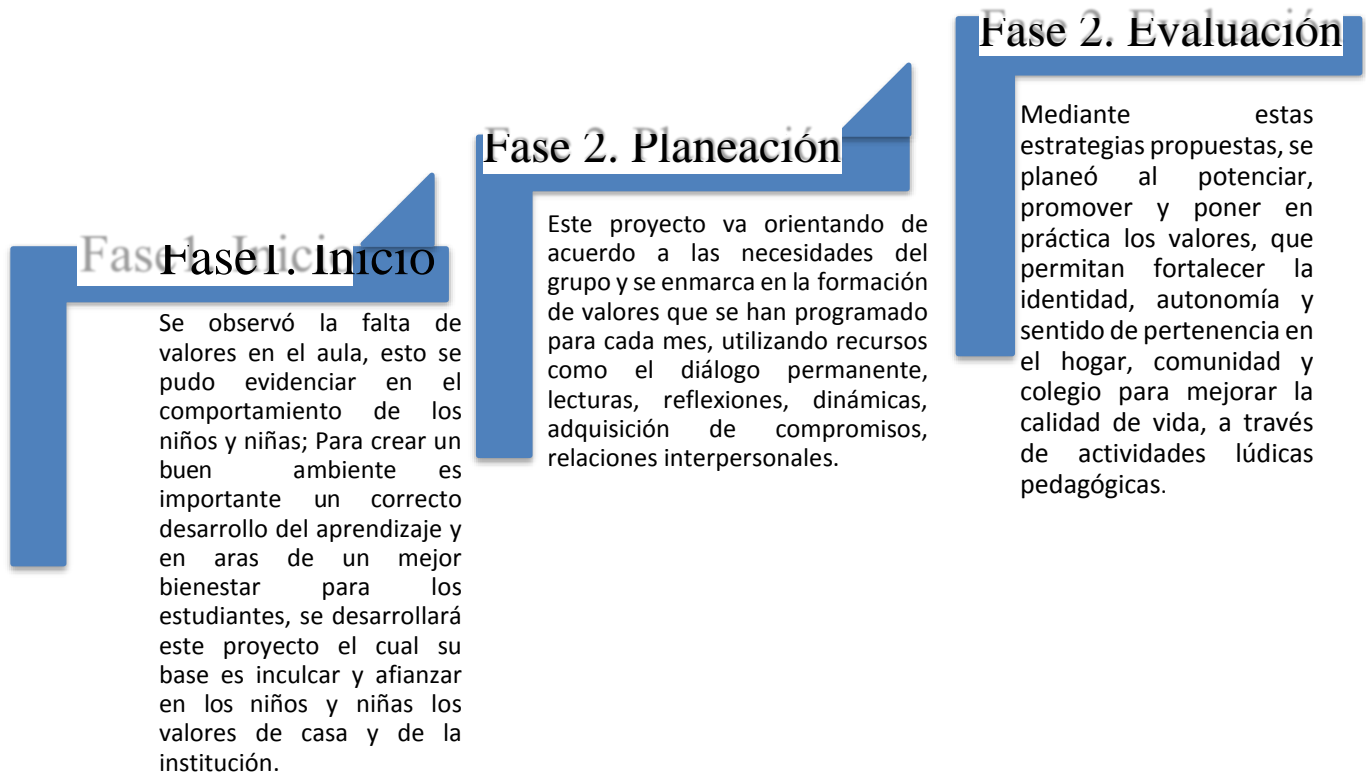 Fase1. Inicio
Se observó la falta de
valores en el aula, esto se
pudo evidenciar en el
comportamiento de los
niños y niñas; Para crear un
buen ambiente es
importante un correcto
desarrollo del aprendizaje y
en aras de un mejor
bienestar para los
estudiantes, se desarrollará
este proyecto el cual su
base es inculcar y afianzar
en los niños y niñas los
valores de casa y de la
institución.
Fase 2. Planeación
Este proyecto va orientando de
acuerdo a las necesidades del
grupo y se enmarca en la formación
de valores que se han programado
para cada mes, utilizando recursos
como el diálogo permanente,
lecturas, reflexiones, dinámicas,
adquisición de compromisos,
relaciones interpersonales.
Fase 2. Evaluación
Mediante estas
estrategias propuestas, se
planeó al potenciar,
promover y poner en
práctica los valores, que
permitan fortalecer la
identidad, autonomía y
sentido de pertenencia en
el hogar, comunidad y
colegio para mejorar la
calidad de vida, a través
de actividades lúdicas
pedagógicas.